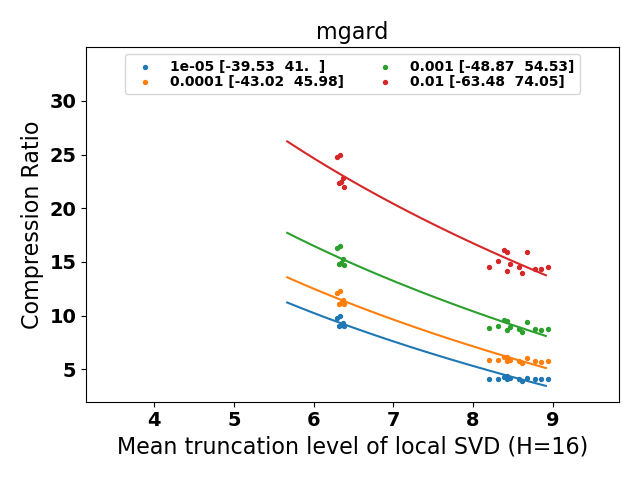 mgard
1e-05 [-39.53  41.  ]
0.0001 [-43.02  45.98]
0.001 [-48.87  54.53]
0.01 [-63.48  74.05]
Compression Ratio
30
25
20
15
10
5
4 5 6 7 8 9
Mean truncation level of local SVD (H=16)